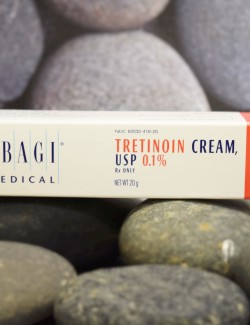 BAGI
EDICAL
TRETINOIN CREAM,
USP 0.1%
Rx ONLY
NET WT 20 g